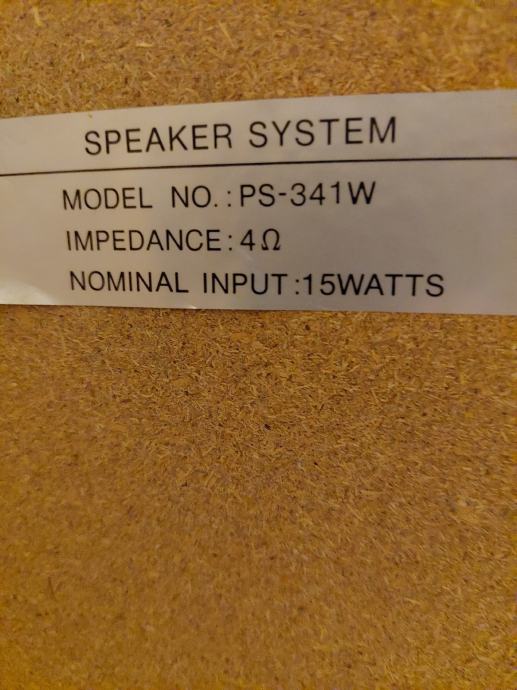 SPEAKER SYSTEM
MODEL NO.: PS-341W
IMPEDANCE: 4Ω
NOMINAL INPUT:15WATTS